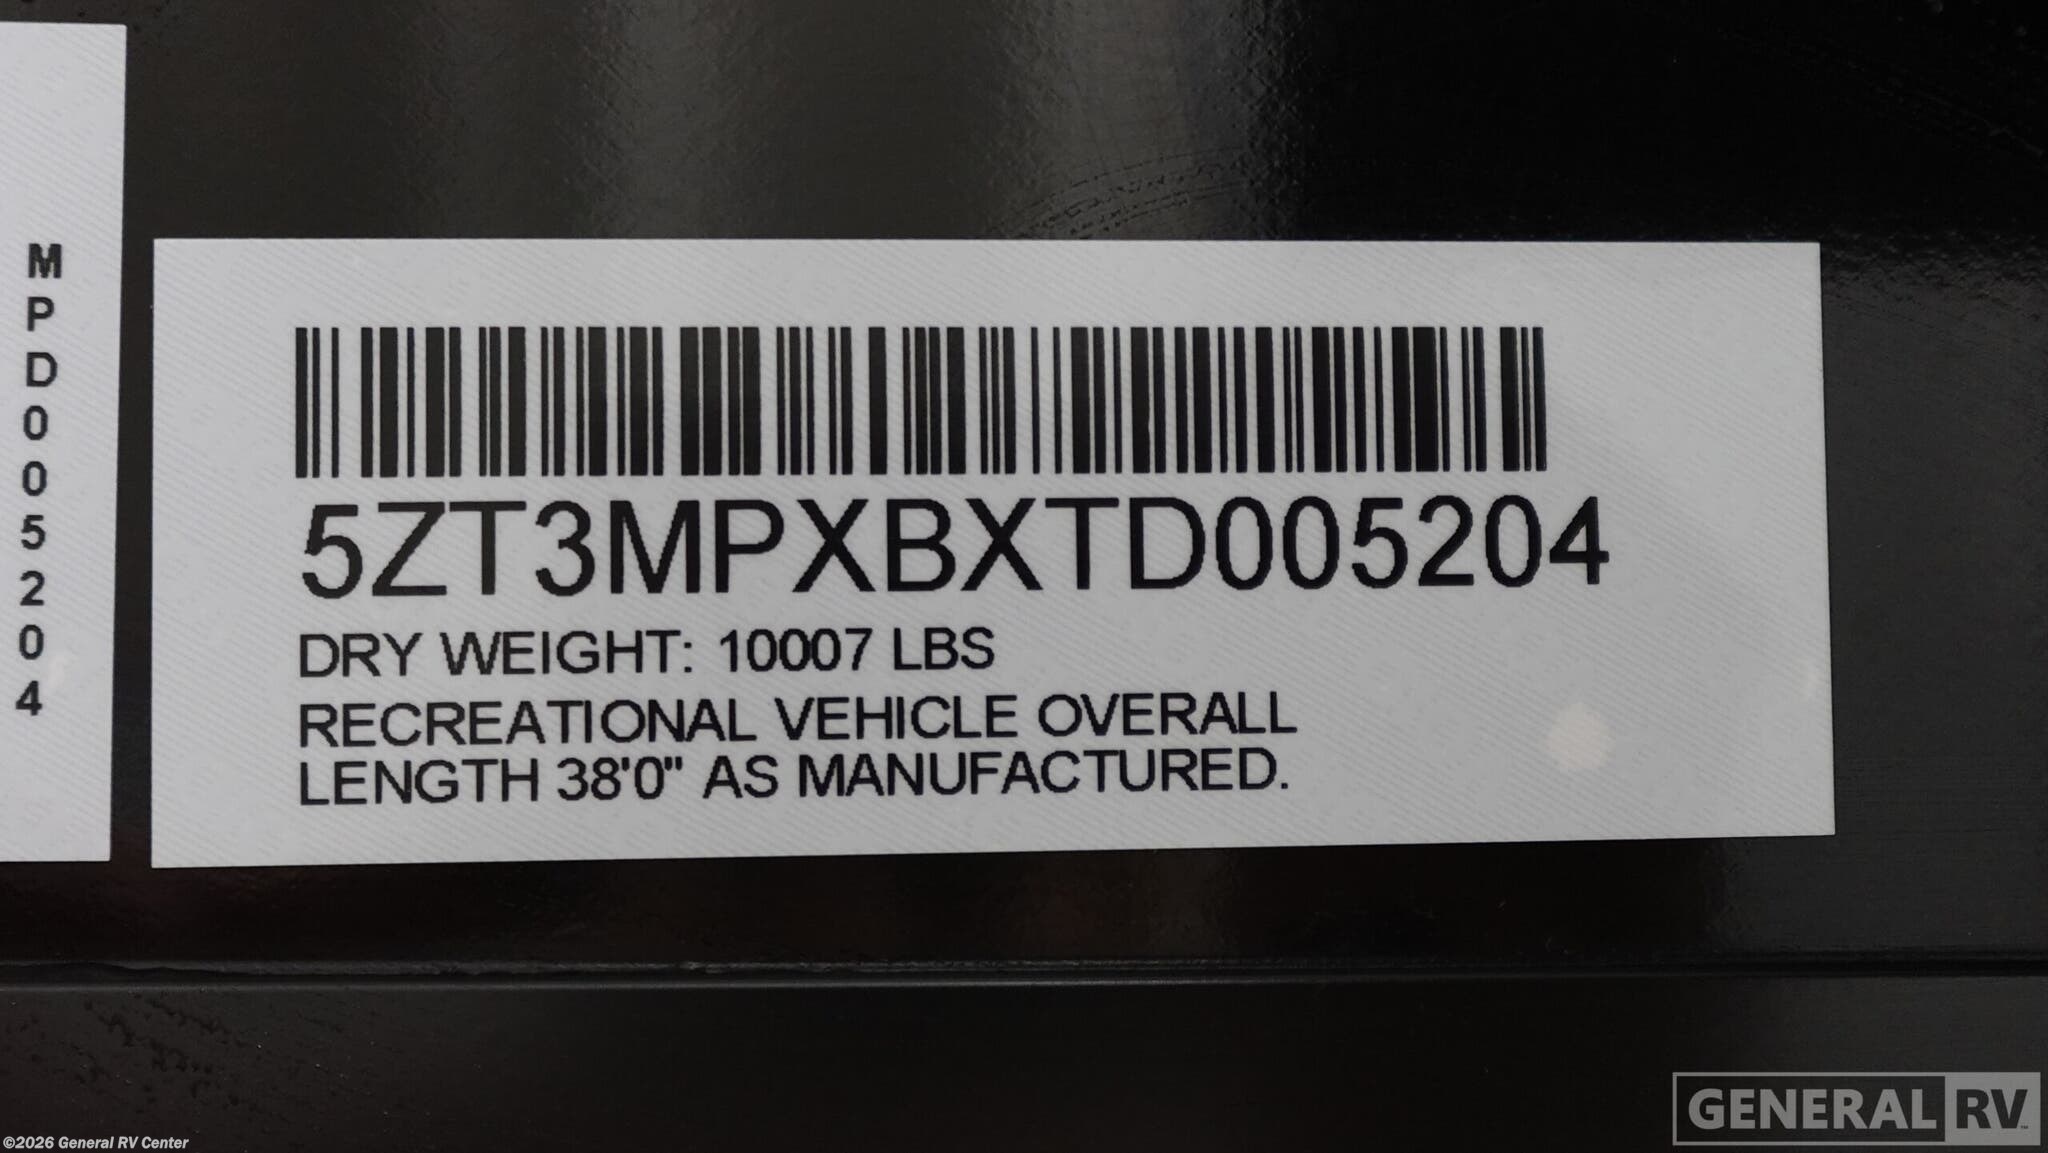 M
P
D
0
0
5
2
0
4
5ZT3MPXBXTD005204
DRY WEIGHT: 10007 LBS
RECREATIONAL VEHICLE OVERALL
LENGTH 38'0" AS MANUFACTURED.
GENERAL RV
©2026 General RV Center